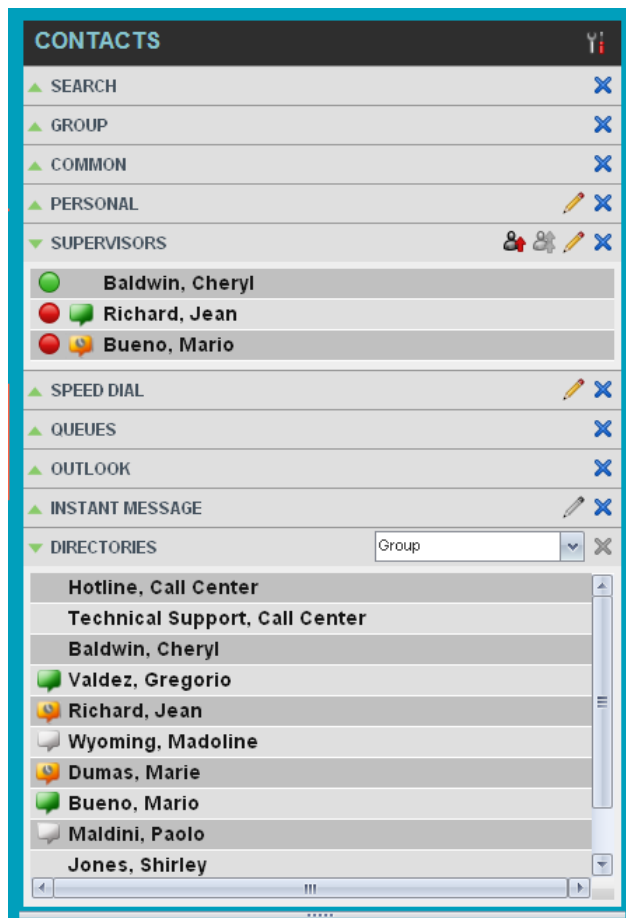 CONTACTS
SEARCH
GROUP
COMMON
PERSONAL
SUPERVISORS
Baldwin, Cheryl
Richard, Jean
Bueno, Mario
SPEED DIAL
QUEUES
OUTLOOK
INSTANT MESSAGE
DIRECTORIES Group
Hotline, Call Center
Technical Support, Call Center
Baldwin, Cheryl
Valdez, Gregorio
Richard, Jean
Wyoming, Madoline
Dumas, Marie
Bueno, Mario
Maldini, Paolo
Jones, Shirley